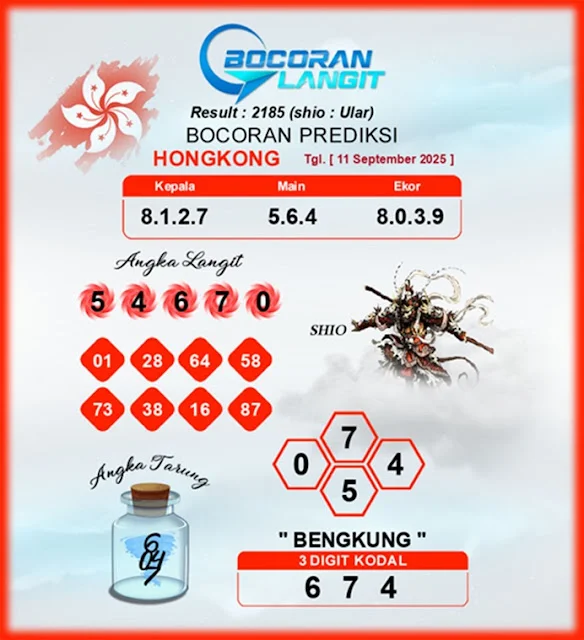 BOCORAN
LANGIT
Result : 2185 (shio : Ular)
BOCORAN PREDIKSI
HONGKONG Tgl. [ 11 September 2025 ]
Kepala Main Ekor
8.1.2.7 5.6.4 8.0.3.9
Angka Langit
5 4 6 7 0
SHIO
01 28 64 58
73 38 16 87
7
0 4
5
Angka Tarung
" BENGKUNG "
3 DIGIT KODAL
6 7 4